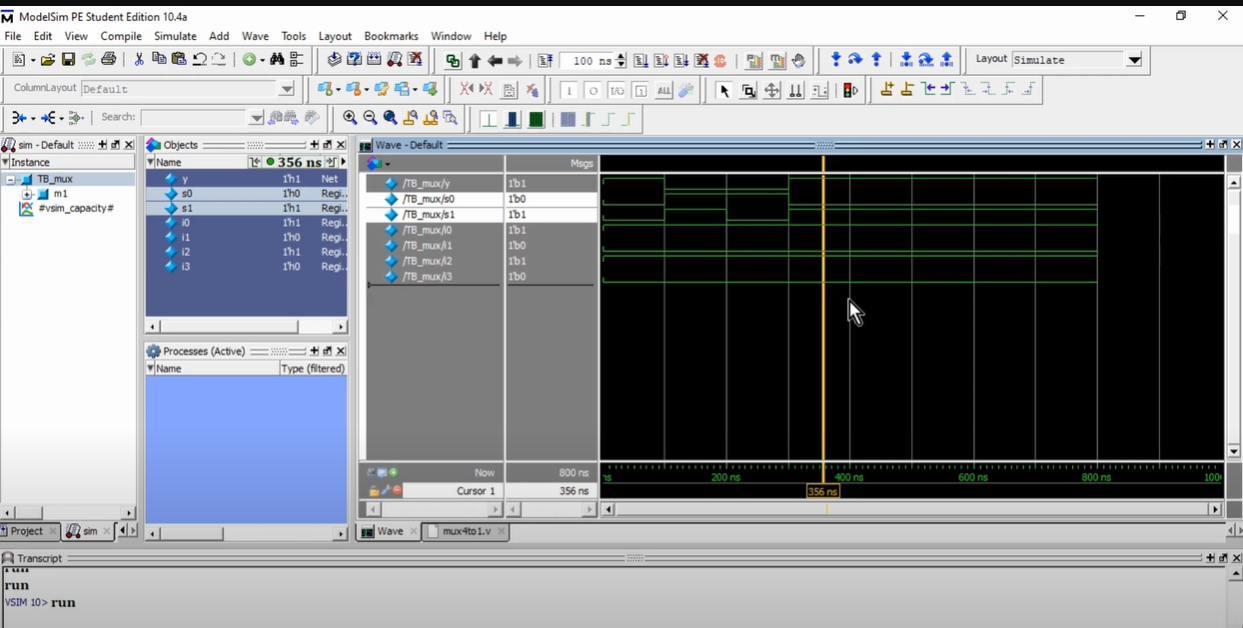 ModelSim PE Student Edition 10.4a
File Edit View Compile Simulate Add Wave Tools Layout Bookmarks Window Help
100 ns
Layout Simulate
ColumnLayout Default
ALL
Search:
sim - Default
Instance
TB_mux
m1
#vsim_capacity#
Objects
Name 356 ns
y 1'h1 Net
s0 1'h0 Regi..
s1 1'h1 Regi..
i0 1'h1 Regi..
i1 1'h0 Regi..
i2 1'h1 Regi..
i3 1'h0 Regi..
Processes (Active)
Name Type (filtered)
Wave - Default
Msgs
/TB_mux/y 1'b1
/TB_mux/s0 1'b0
/TB_mux/s1 1'b1
/TB_mux/i0 1'b1
/TB_mux/i1 1'b0
/TB_mux/i2 1'b1
/TB_mux/i3 1'b0
Now 800 ns
Cursor 1 356 ns
ns 200 ns 400 ns 600 ns 800 ns 100
356 ns
Project sim
Wave mux4to1.v
Transcript
run
run
VSIM 10> run